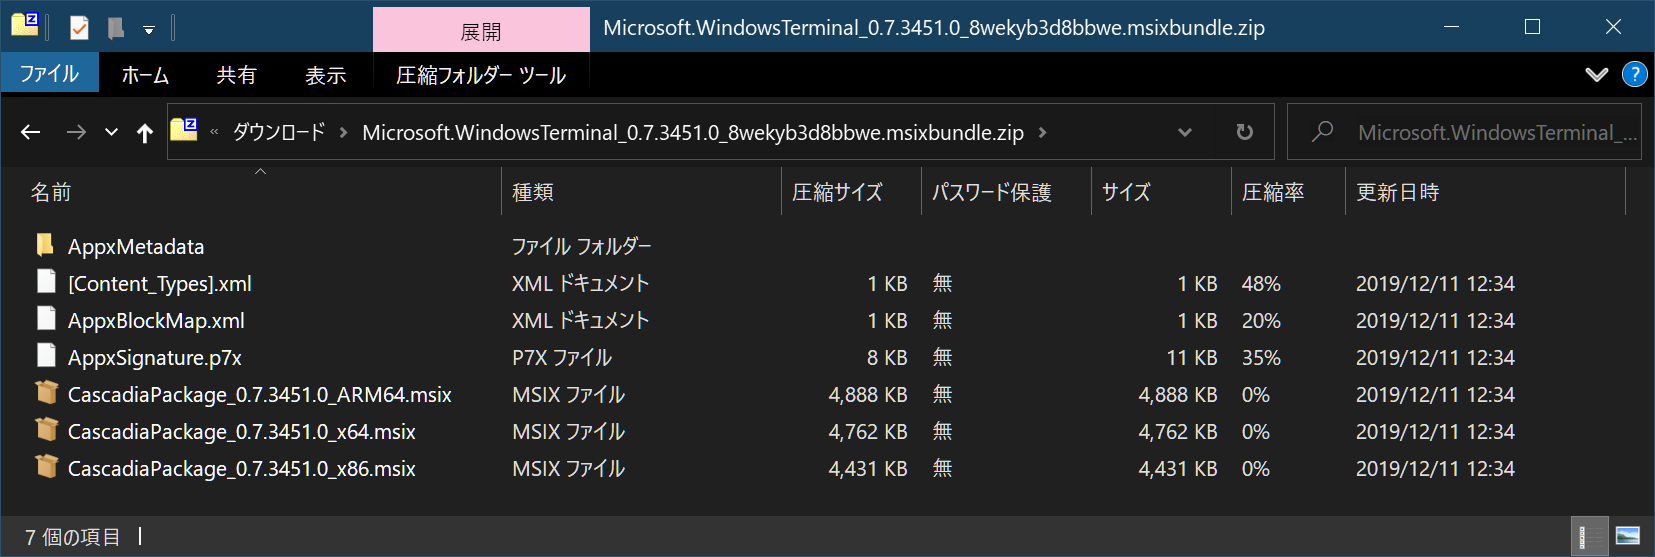 展開
Microsoft.WindowsTerminal_0.7.3451.0_8wekyb3d8bbwe.msixbundle.zip
ファイル ホーム 共有 表示 圧縮フォルダー ツール
« ダウンロード › Microsoft.WindowsTerminal_0.7.3451.0_8wekyb3d8bbwe.msixbundle.zip › Microsoft.WindowsTerminal_...
名前 種類 圧縮サイズ パスワード保護 サイズ 圧縮率 更新日時
AppxMetadata ファイル フォルダー
[Content_Types].xml XML ドキュメント 1 KB 無 1 KB 48% 2019/12/11 12:34
AppxBlockMap.xml XML ドキュメント 1 KB 無 1 KB 20% 2019/12/11 12:34
AppxSignature.p7x P7X ファイル 8 KB 無 11 KB 35% 2019/12/11 12:34
CascadiaPackage_0.7.3451.0_ARM64.msix MSIX ファイル 4,888 KB 無 4,888 KB 0% 2019/12/11 12:34
CascadiaPackage_0.7.3451.0_x64.msix MSIX ファイル 4,762 KB 無 4,762 KB 0% 2019/12/11 12:34
CascadiaPackage_0.7.3451.0_x86.msix MSIX ファイル 4,431 KB 無 4,431 KB 0% 2019/12/11 12:34
7 個の項目